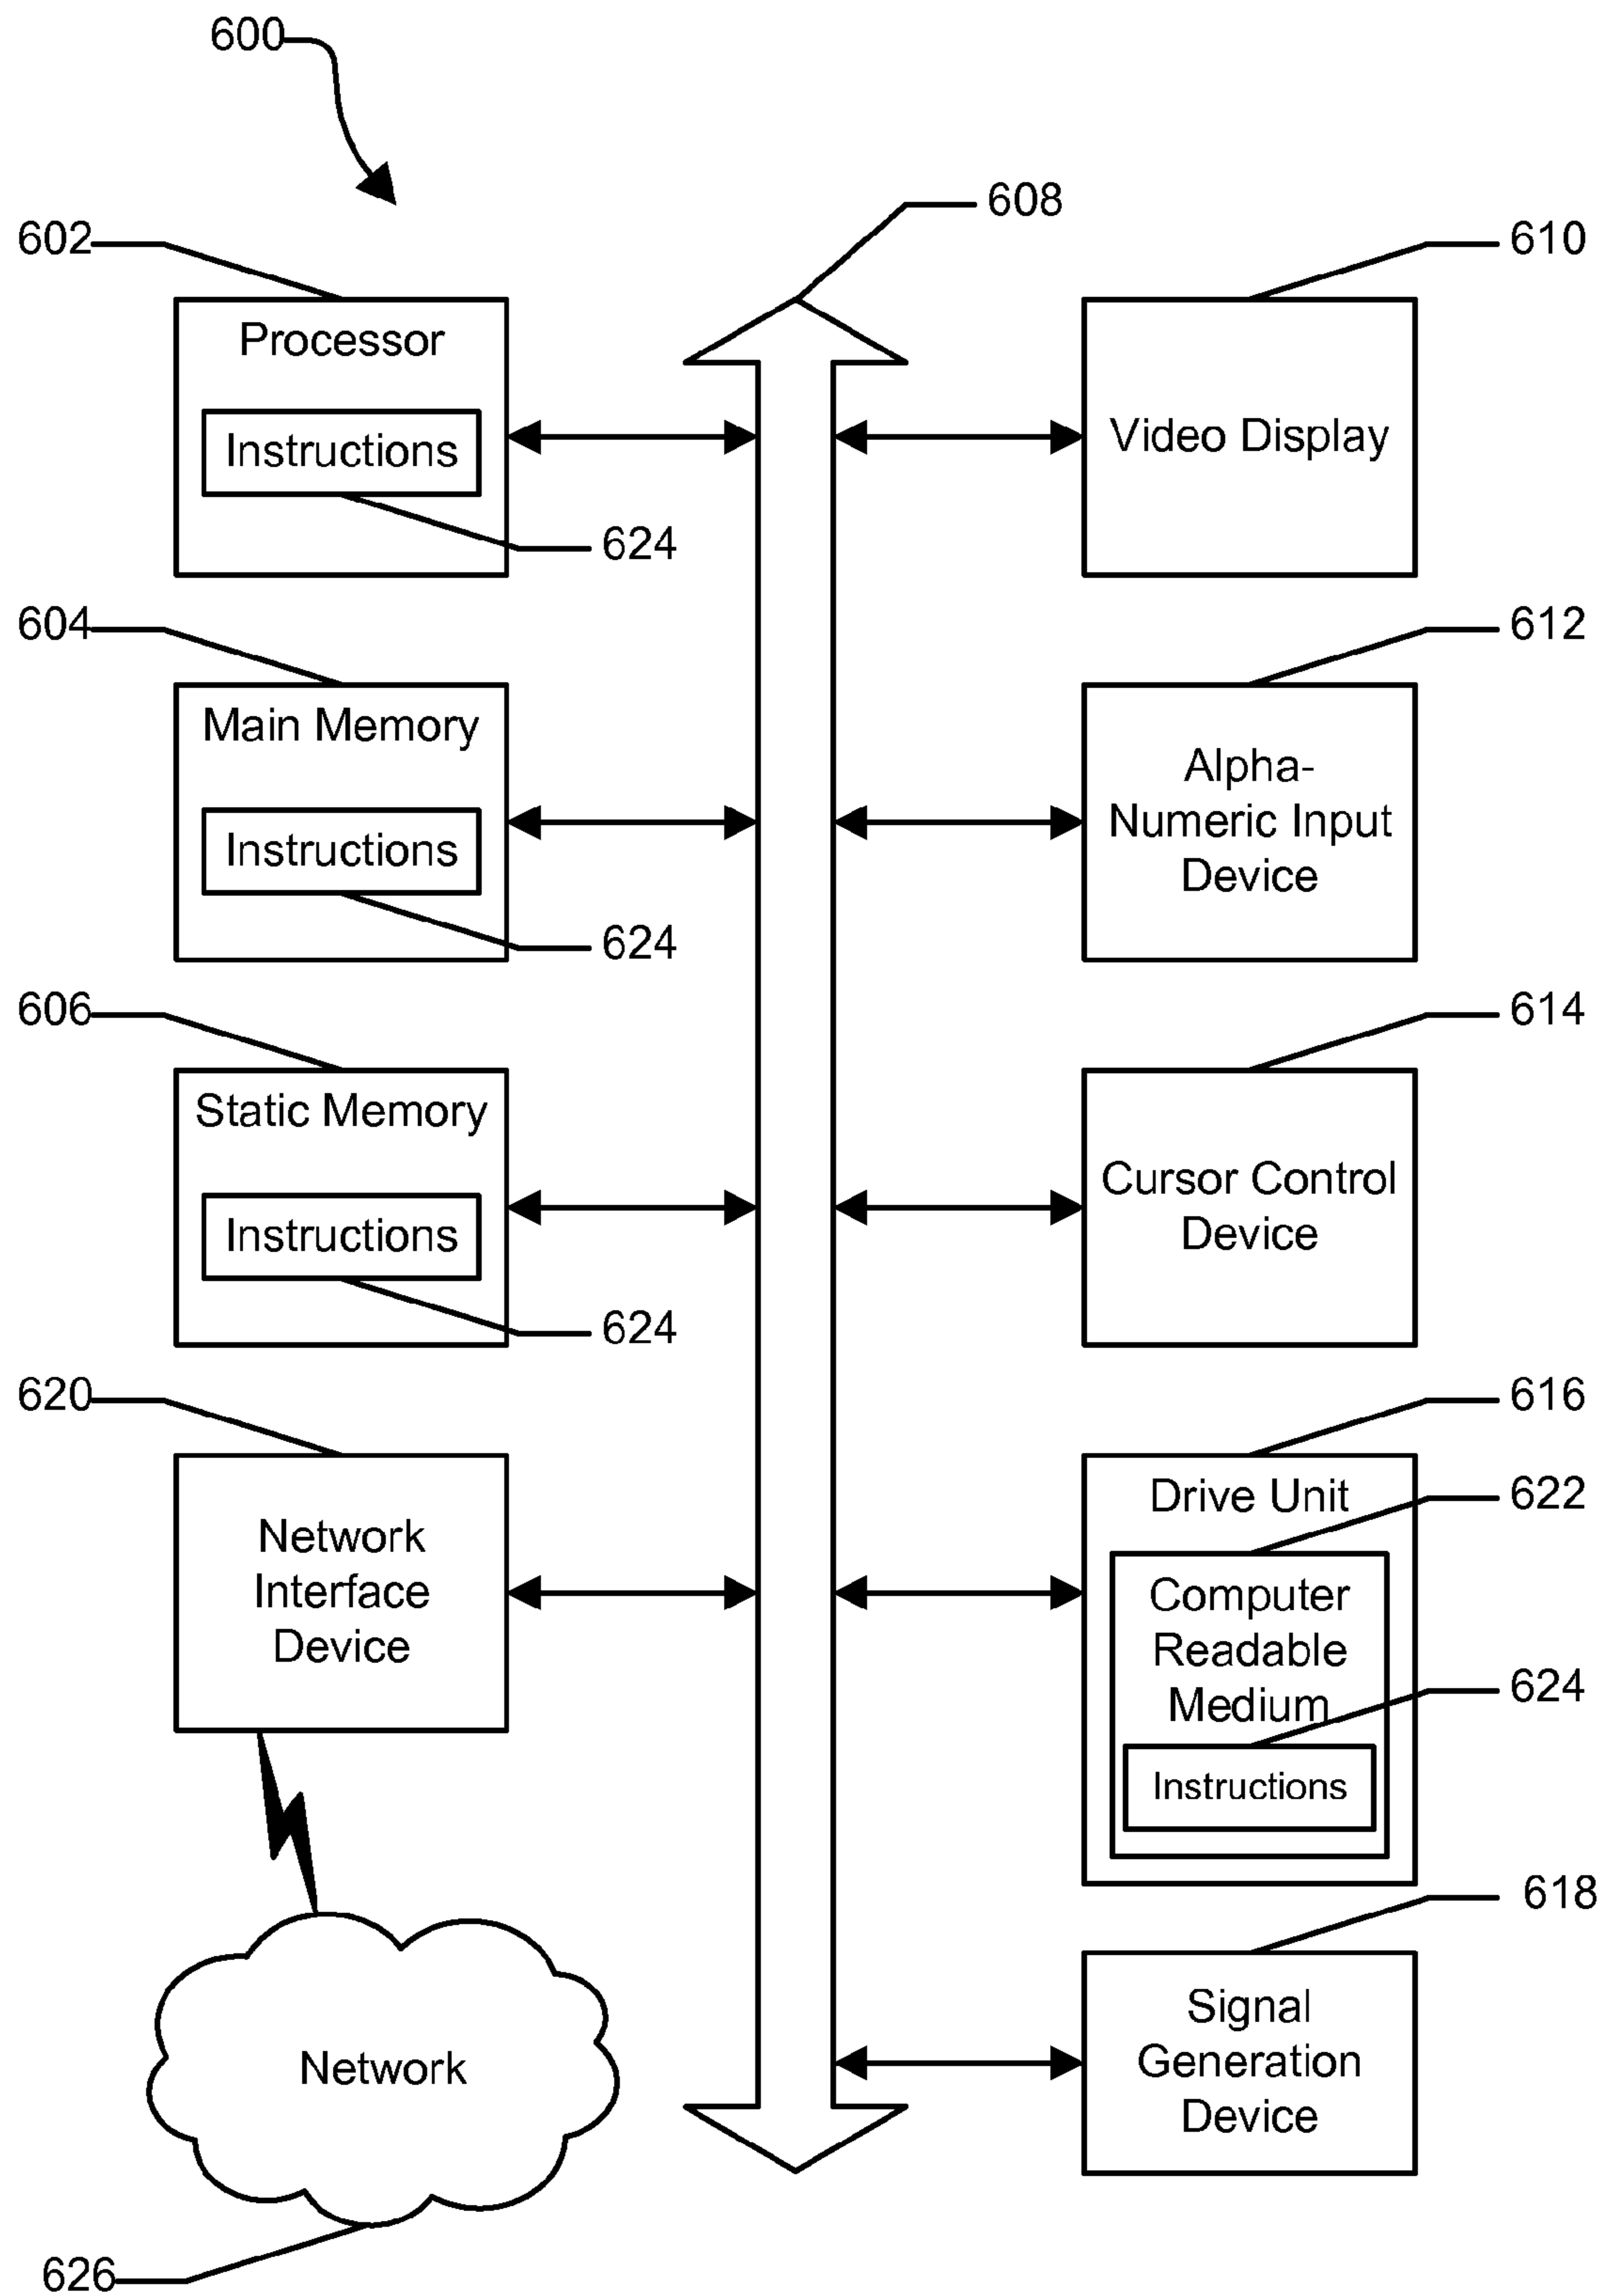 600
608
602
610
Processor
Instructions
Video Display
624
604
612
Main Memory
Instructions
Alpha-
Numeric Input
Device
624
606
614
Static Memory
Instructions
Cursor Control
Device
624
620
616
Network
Interface
Device
Drive Unit
622
Computer
Readable
Medium
624
Instructions
618
Network
Signal
Generation
Device
626